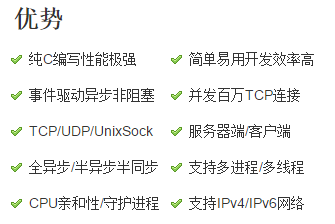 优势
纯C编写性能极强 简单易用开发效率高
事件驱动异步非阻塞 并发百万TCP连接
TCP/UDP/UnixSock 服务器端/客户端
全异步/半异步半同步 支持多进程/多线程
CPU亲和性/守护进程 支持IPv4/IPv6网络